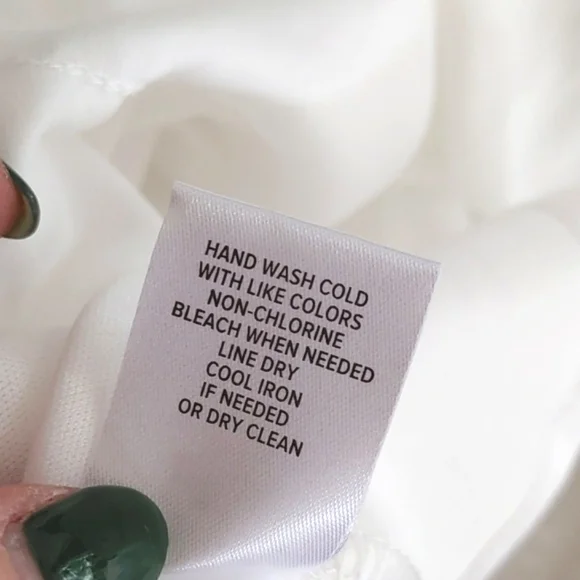 HAND WASH COLD
WITH LIKE COLORS
NON-CHLORINE
BLEACH WHEN NEEDED
LINE DRY
COOL IRON
IF NEEDED
OR DRY CLEAN